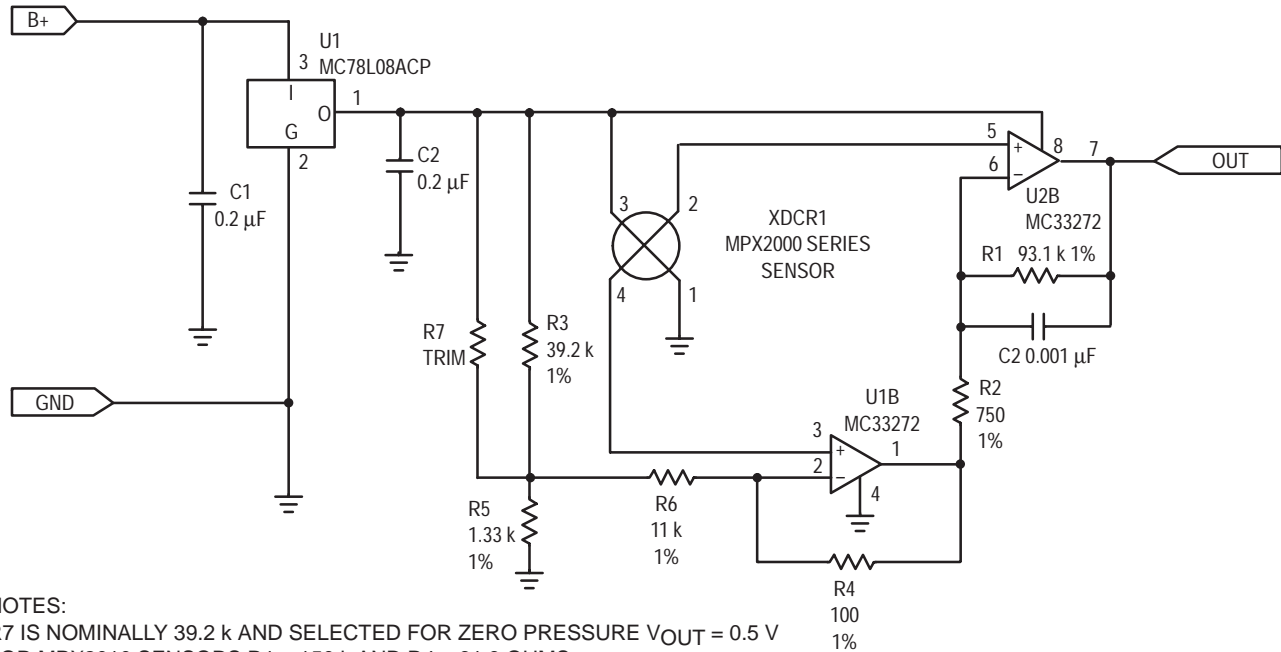 B+
U1
MC78L08ACP
3
I
O
G
1
2
C1
0.2 µF
C2
0.2 µF
GND
R7
TRIM
R3
39.2 k
1%
R5
1.33 k
1%
3
2
4
1
XDCR1
MPX2000 SERIES
SENSOR
5
6
+
−
8
7
OUT
U2B
MC33272
R1 93.1 k 1%
C2 0.001 µF
R2
750
1%
U1B
MC33272
3
2
+
−
1
4
R6
11 k
1%
R4
100
1%
NOTES:
R7 IS NOMINALLY 39.2 k AND SELECTED FOR ZERO PRESSURE VOUT = 0.5 V